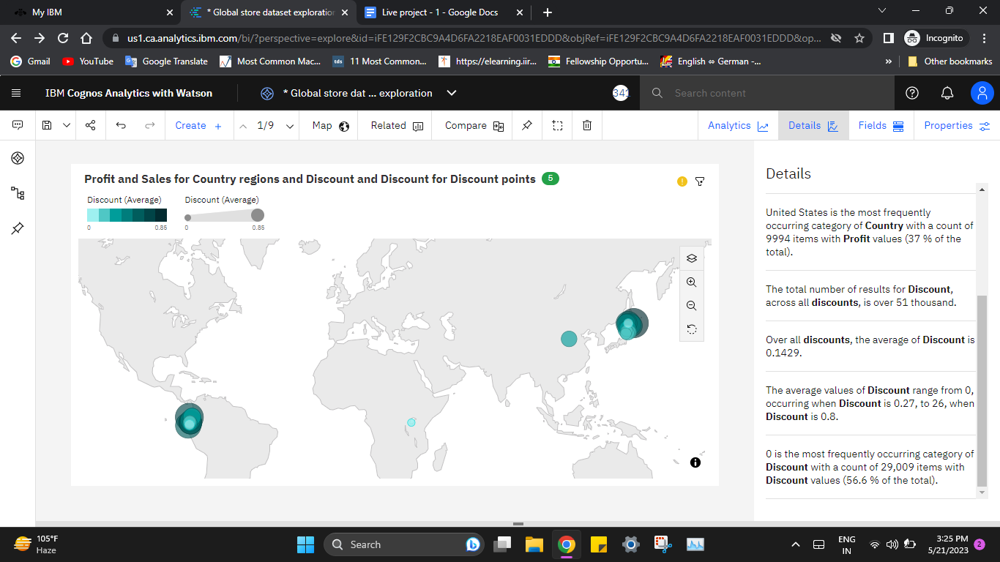 My IBM
* Global store dataset exploration
Live project - 1 - Google Docs
us1.ca.analytics.ibm.com/bi/?perspective=explore&id=iFE129F2CBC9A4D6FA2218EAF0031EDDD&objRef=iFE129F2CBC9A4D6FA2218EAF0031EDDD&op...
Incognito
Gmail
YouTube
Google Translate
Most Common Mac...
tds
11 Most Common...
https://elearning.iir...
Fellowship Opportu...
English ⇔ German -...
»
Other bookmarks
IBM Cognos Analytics with Watson
* Global store dat ... exploration
341
Search content
Create +
1/9
Map
Related
Compare
Analytics
Details
Fields
Properties
Profit and Sales for Country regions and Discount and Discount for Discount points 5
Discount (Average)
0 0.85
Discount (Average)
0 0.85
Details
United States is the most frequently
occurring category of Country with a count of
9994 items with Profit values (37 % of the
total).
The total number of results for Discount,
across all discounts, is over 51 thousand.
Over all discounts, the average of Discount is
0.1429.
The average values of Discount range from 0,
occurring when Discount is 0.27, to 26, when
Discount is 0.8.
0 is the most frequently occurring category of
Discount with a count of 29,009 items with
Discount values (56.6 % of the total).
105°F
Haze
Search
ENG
IN
3:25 PM
5/21/2023
2